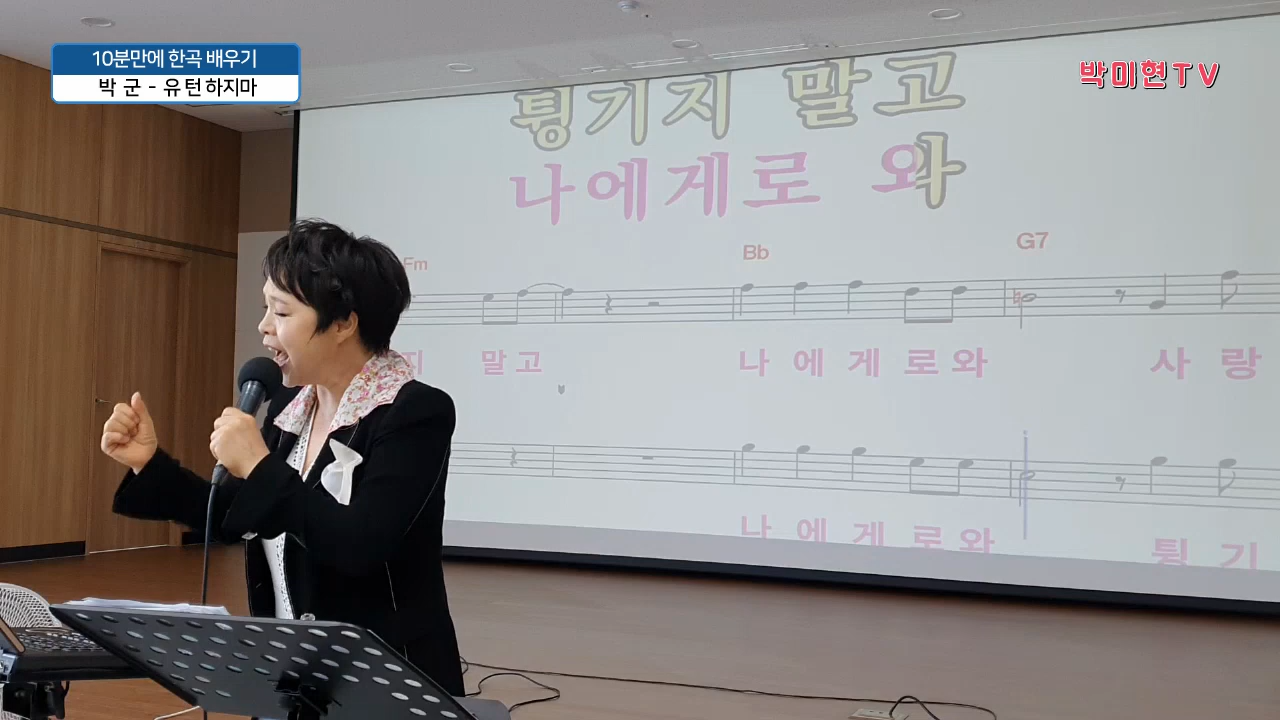 10분만에 한곡 배우기
박 군 - 유 턴 하지마
박미현TV
튕기지 말고
나에게로 와
Fm Bb G7
지 말고 나 에 게 로 와 사 랑
나 에 게 로 와 튕 기